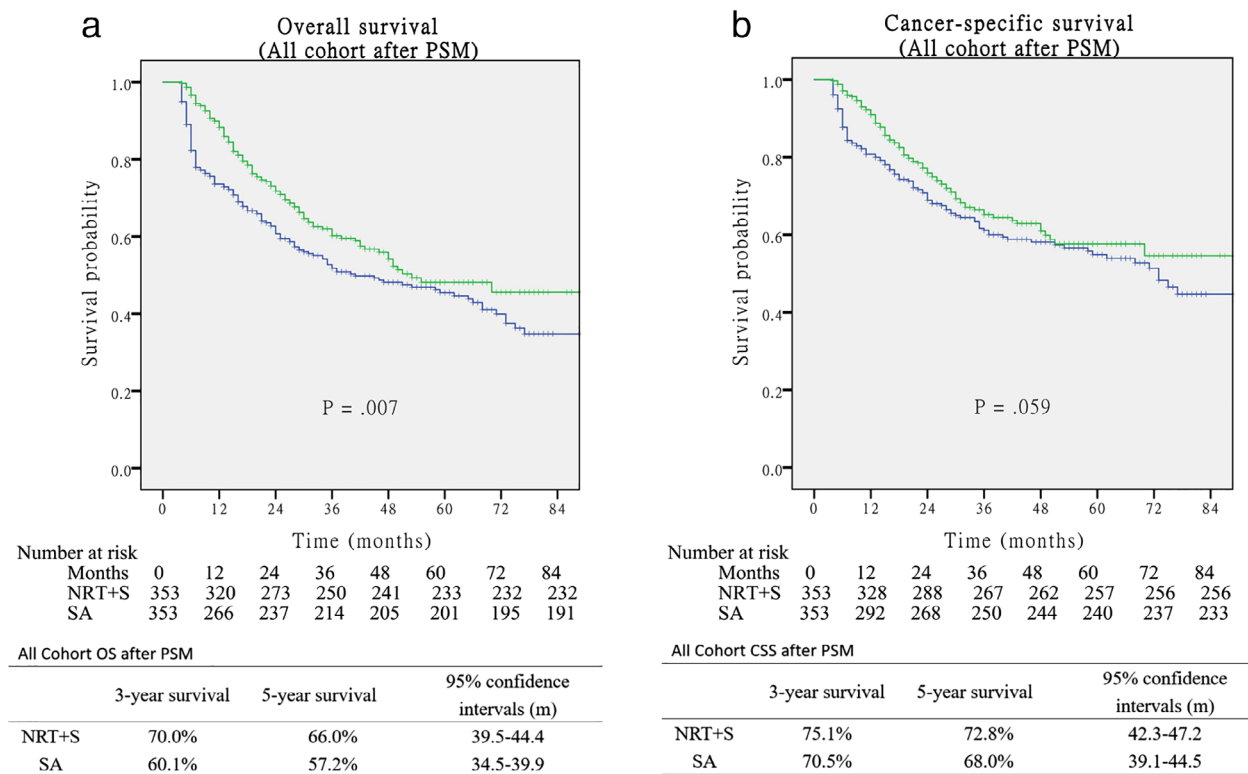 a
Overall survival
(All cohort after PSM)
Survival probability
1.0
0.8
0.6
0.4
0.2
0.0
P = .007
0 12 24 36 48 60 72 84
Time (months)
Number at risk
Months 0 12 24 36 48 60 72 84
NRT+S 353 320 273 250 241 233 232 232
SA 353 266 237 214 205 201 195 191
All Cohort OS after PSM
3-year survival 5-year survival 95% confidence
intervals (m)
NRT+S 70.0% 66.0% 39.5-44.4
SA 60.1% 57.2% 34.5-39.9
b
Cancer-specific survival
(All cohort after PSM)
Survival probability
1.0
0.8
0.6
0.4
0.2
0.0
P = .059
0 12 24 36 48 60 72 84
Time (months)
Number at risk
Months 0 12 24 36 48 60 72 84
NRT+S 353 328 288 267 262 257 256 256
SA 353 292 268 250 244 240 237 233
All Cohort CSS after PSM
3-year survival 5-year survival 95% confidence
intervals (m)
NRT+S 75.1% 72.8% 42.3-47.2
SA 70.5% 68.0% 39.1-44.5